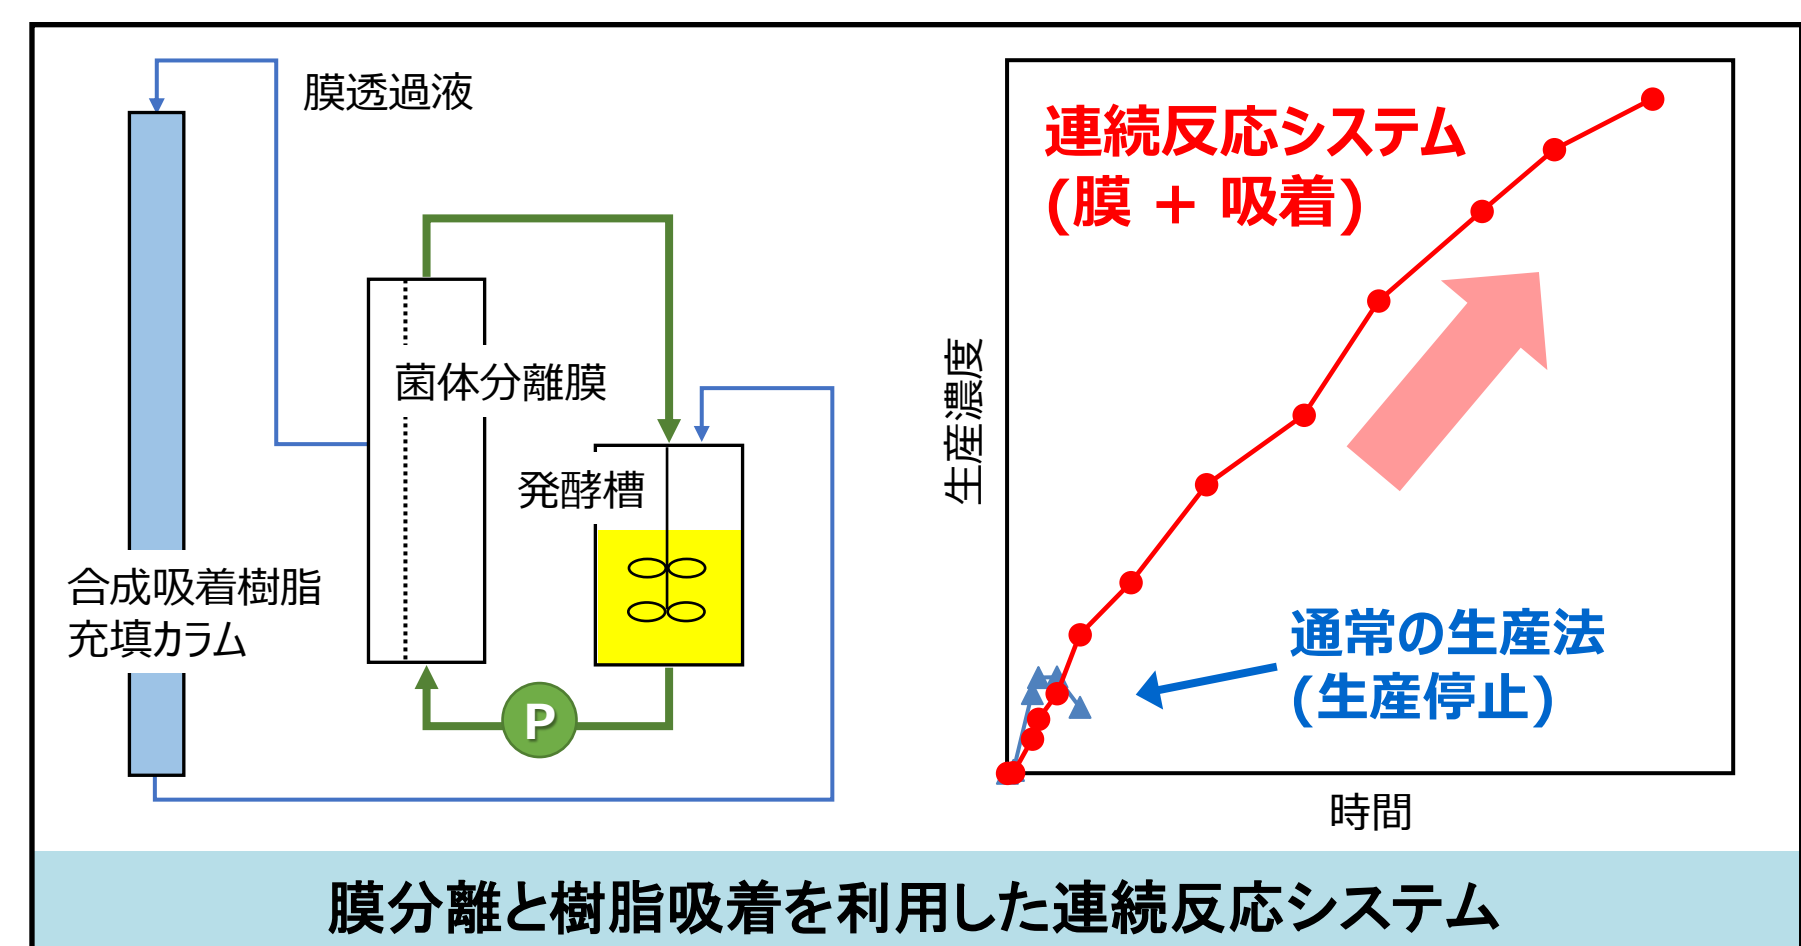 膜透過液
菌体分離膜
発酵槽
合成吸着樹脂
充填カラム
P
連続反応システム
(膜 + 吸着)
生産濃度
通常の生産法
(生産停止)
時間
膜分離と樹脂吸着を利用した連続反応システム